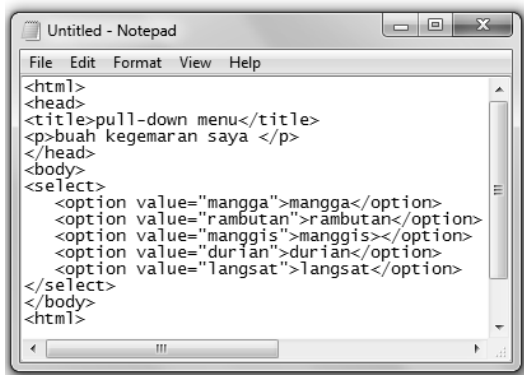 Untitled - Notepad
File Edit Format View Help
<html>
<head>
<title>pull-down menu</title>
<p>buah kegemaran saya </p>
</head>
<body>
<select>
<option value="mangga">mangga</option>
<option value="rambutan">rambutan</option>
<option value="manggis">manggis></option>
<option value="durian">durian</option>
<option value="langsat">langsat</option>
</select>
</body>
<html>